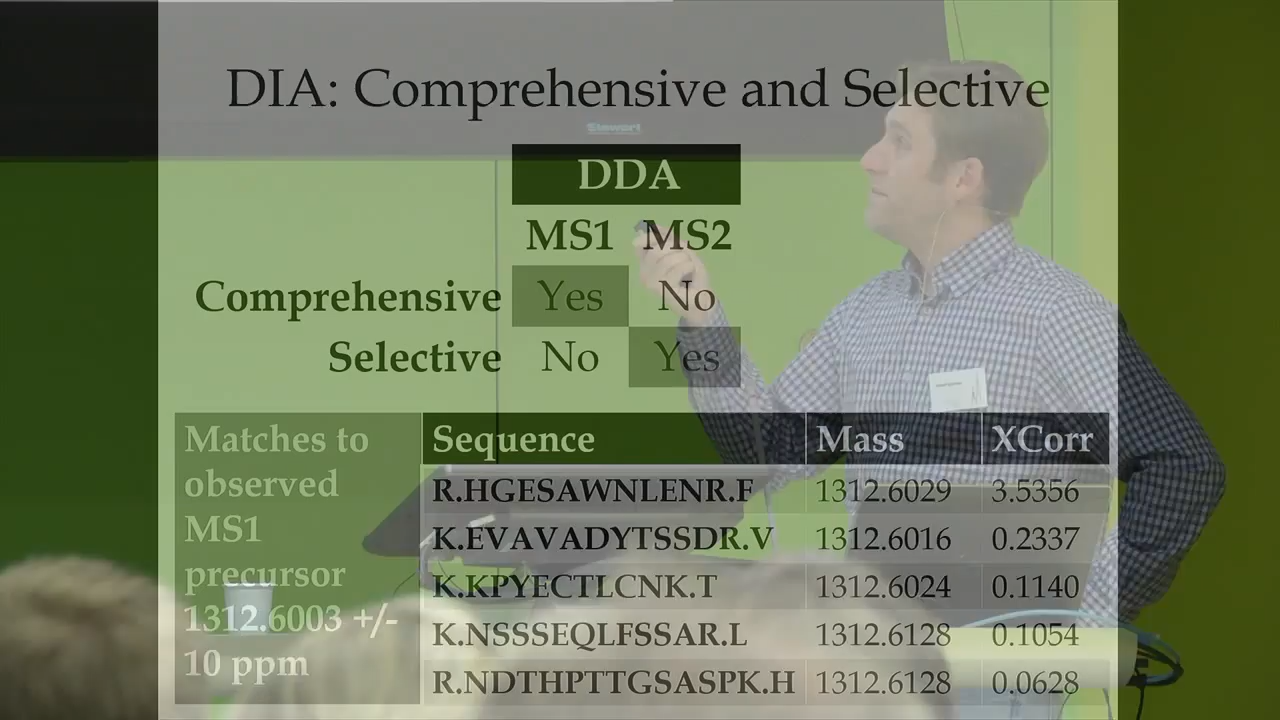 DIA: Comprehensive and Selective
Stewart
DDA
MS1 MS2
Comprehensive Yes No
Selective No Yes
Matches to
observed
MS1
precursor
1312.6003 +/-
10 ppm
Sequence Mass XCorr
R.HGESAWNLENR.F 1312.6029 3.5356
K.EVAVADYTSSDR.V 1312.6016 0.2337
K.KPYECTLCNK.T 1312.6024 0.1140
K.NSSSEQLFSSAR.L 1312.6128 0.1054
R.NDTHPTTGSASPK.H 1312.6128 0.0628